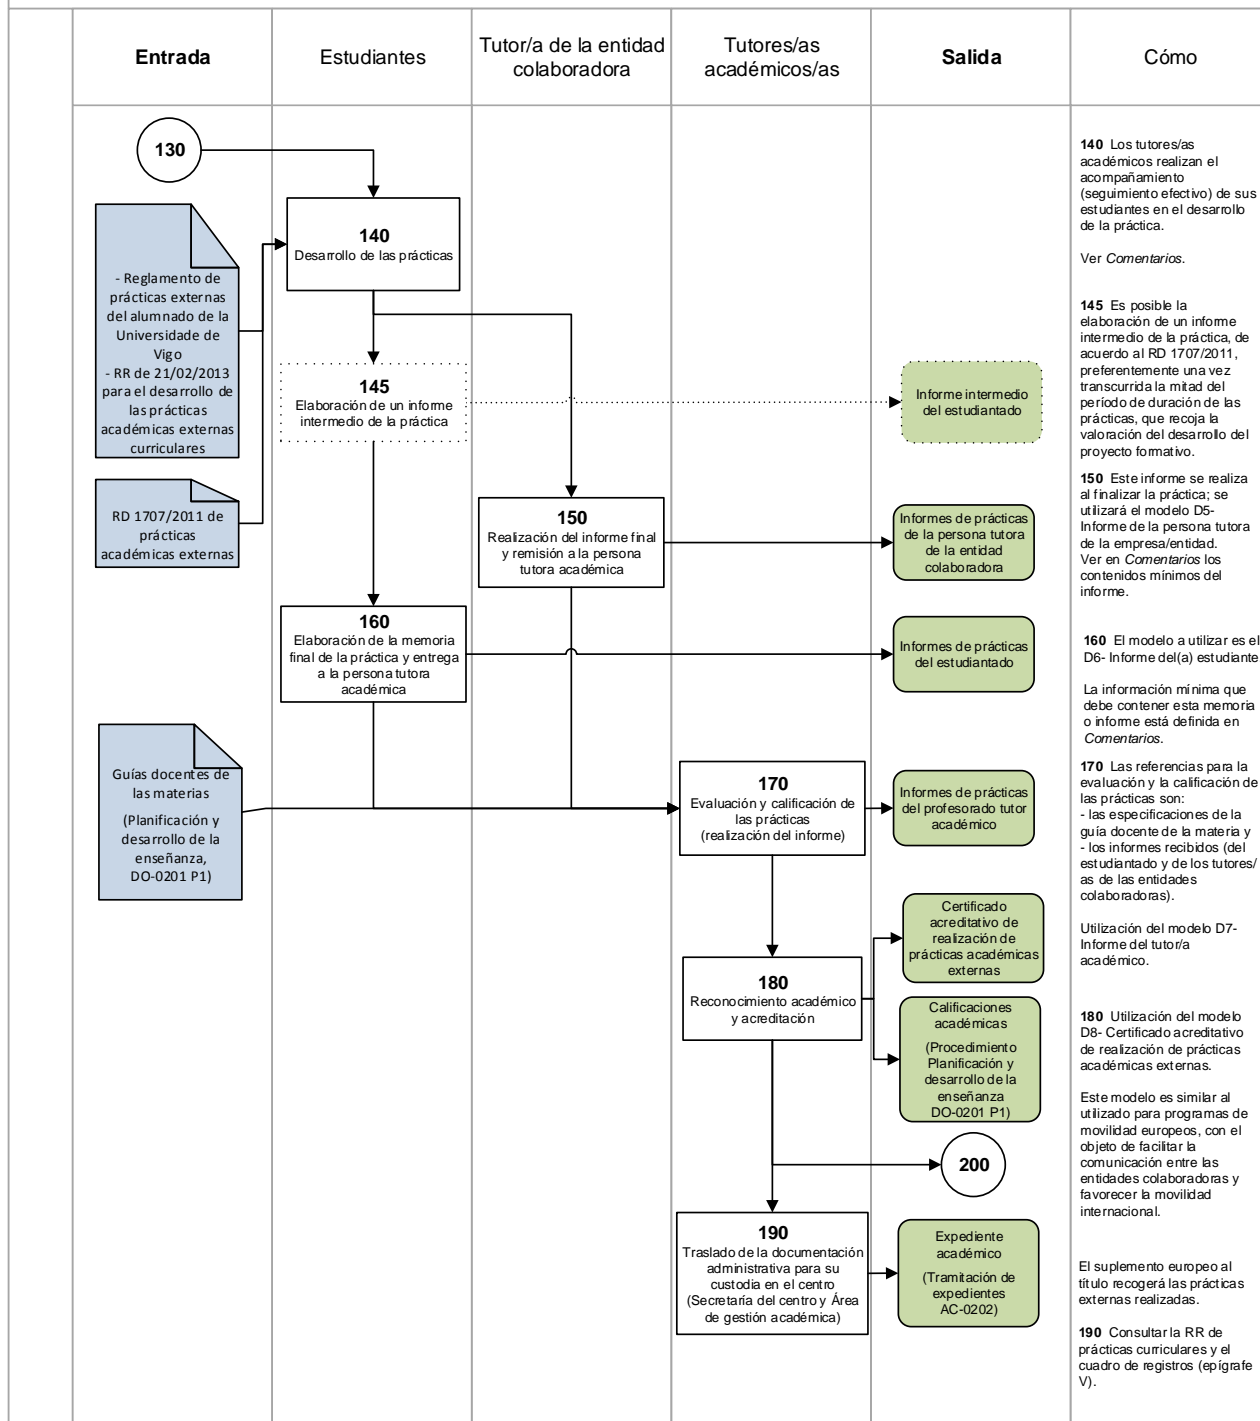 Entrada
Estudiantes
Tutor/a de la entidad
colaboradora
Tutores/as
académicos/as
Salida
Cómo
130
- Reglamento de
prácticas externas
del alumnado de la
Universidade de
Vigo
- RR de 21/02/2013
para el desarrollo de
las prácticas
académicas externas
curriculares
RD 1707/2011 de
prácticas
académicas externas
Guías docentes de
las materias
(Planificación y
desarrollo de la
enseñanza,
DO-0201 P1)
140
Desarrollo de las prácticas
145
Elaboración de un informe
intermedio de la práctica
150
Realización del informe final
y remisión a la persona
tutora académica
160
Elaboración de la memoria
final de la práctica y entrega
a la persona tutora
académica
170
Evaluación y calificación de
las prácticas
(realización del informe)
180
Reconocimiento académico
y acreditación
190
Traslado de la documentación
administrativa para su
custodia en el centro
(Secretaría del centro y Área
de gestión académica)
Informe intermedio
del estudiantado
Informes de prácticas
de la persona tutora
de la entidad
colaboradora
Informes de prácticas
del estudiantado
Informes de prácticas
del profesorado tutor
académico
Certificado
acreditativo de
realización de
prácticas académicas
externas
Calificaciones
académicas
(Procedimiento
Planificación y
desarrollo de la
enseñanza
DO-0201 P1)
200
Expediente
académico
(Tramitación de
expedientes
AC-0202)
140 Los tutores/as
académicos realizan el
acompañamiento
(seguimiento efectivo) de sus
estudiantes en el desarrollo
de la práctica.
Ver Comentarios.
145 Es posible la
elaboración de un informe
intermedio de la práctica, de
acuerdo al RD 1707/2011,
preferentemente una vez
transcurrida la mitad del
período de duración de las
prácticas, que recoja la
valoración del desarrollo del
proyecto formativo.
150 Este informe se realiza
al finalizar la práctica; se
utilizará el modelo D5-
Informe de la persona tutora
de la empresa/entidad.
Ver en Comentarios los
contenidos mínimos del
informe.
160 El modelo a utilizar es el
D6- Informe del(a) estudiante
La información mínima que
debe contener esta memoria
o informe está definida en
Comentarios.
170 Las referencias para la
evaluación y la calificación de
las prácticas son:
- las especificaciones de la
guía docente de la materia y
- los informes recibidos (del
estudiantado y de los tutores/
as de las entidades
colaboradoras).
Utilización del modelo D7-
Informe del tutor/a
académico.
180 Utilización del modelo
D8- Certificado acreditativo
de realización de prácticas
académicas externas.
Este modelo es similar al
utilizado para programas de
movilidad europeos, con el
objeto de facilitar la
comunicación entre las
entidades colaboradoras y
favorecer la movilidad
internacional.
El suplemento europeo al
título recogerá las prácticas
externas realizadas.
190 Consultar la RR de
prácticas curriculares y el
cuadro de registros (epígrafe
V).